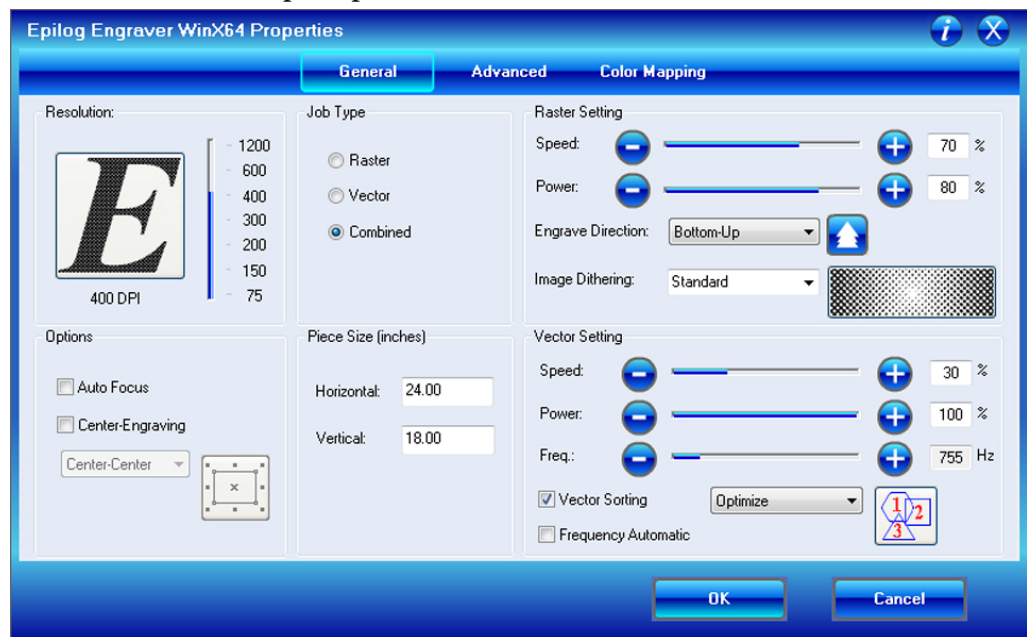 Epilog Engraver WinX64 Properties
i X
General Advanced Color Mapping
Resolution:
E
400 DPI
1200
600
400
300
200
150
75
Job Type
Raster
Vector
Combined
Raster Setting
Speed: 70 %
Power: 80 %
Engrave Direction: Bottom-Up
Image Dithering: Standard
Options
Auto Focus
Center-Engraving
Center-Center
Piece Size (inches)
Horizontal: 24.00
Vertical: 18.00
Vector Setting
Speed: 30 %
Power: 100 %
Freq.: 755 Hz
Vector Sorting Optimize
1 2
3
Frequency Automatic
OK Cancel